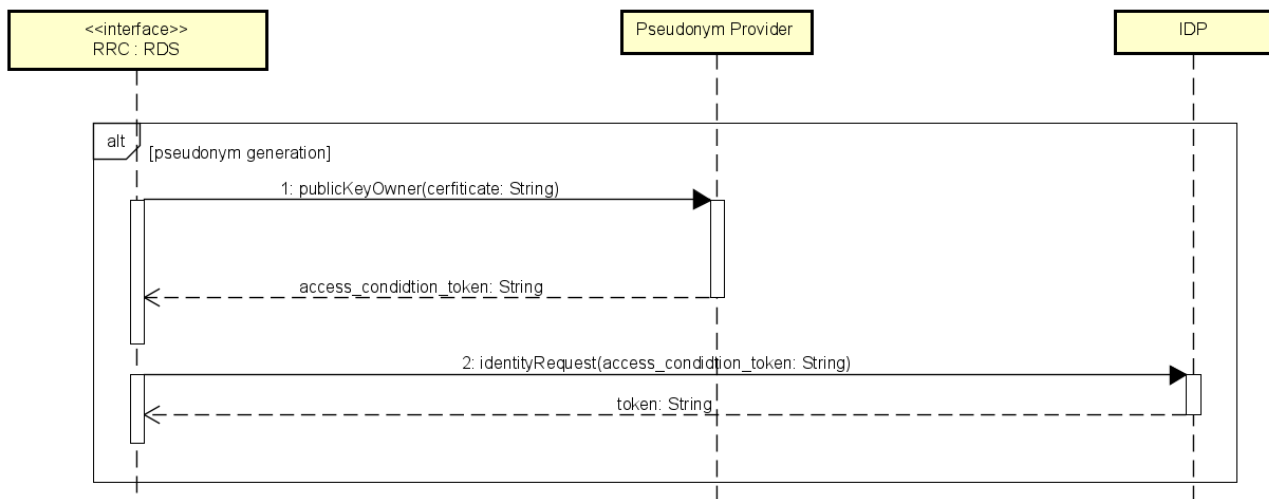 <<interface>>
RRC : RDS
Pseudonym Provider
IDP
alt
[pseudonym generation]
1: publicKeyOwner(cerfiticate: String)
access_condidtion_token: String
2: identityRequest(access_condidtion_token: String)
token: String